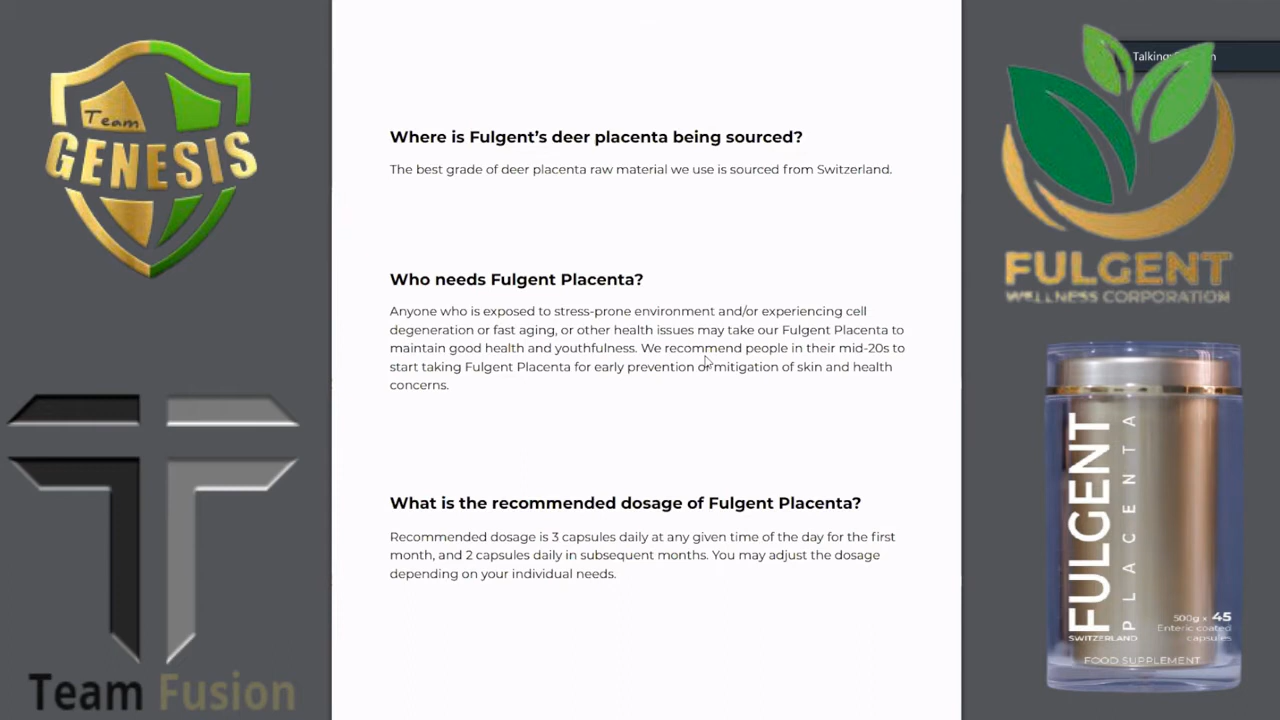 Team
GENESIS
Where is Fulgent's deer placenta being sourced?
The best grade of deer placenta raw material we use is sourced from Switzerland.
Who needs Fulgent Placenta?
Anyone who is exposed to stress-prone environment and/or experiencing cell
degeneration or fast aging, or other health issues may take our Fulgent Placenta to
maintain good health and youthfulness. We recommend people in their mid-20s to
start taking Fulgent Placenta for early prevention or mitigation of skin and health
concerns.
What is the recommended dosage of Fulgent Placenta?
Recommended dosage is 3 capsules daily at any given time of the day for the first
month, and 2 capsules daily in subsequent months. You may adjust the dosage
depending on your individual needs.
Team Fusion
Talking:
FULGENT
WELLNESS CORPORATION
FULGENT
PLACENTA
SWITZERLAND
500g x 45
Enteric coated
capsules
FOOD SUPPLEMENT